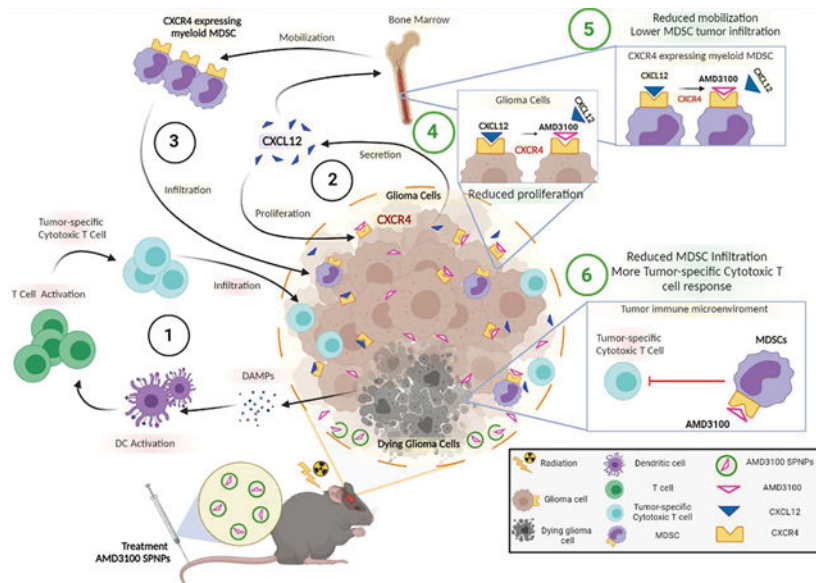 CXCR4 expressing
myeloid MDSC
Mobilization
Bone Marrow
5
Reduced mobilization
Lower MDSC tumor infiltration
CXCR4 expressing myeloid MDSC
CXCL12
AMD3100
CXCL12
CXCR4
4
Glioma Cells
CXCL12
AMD3100
CXCL12
CXCR4
Reduced proliferation
3
CXCL12
2
Secretion
Infiltration
Proliferation
Glioma Cells
CXCR4
Tumor-specific
Cytotoxic T Cell
Infiltration
T Cell Activation
1
DAMPs
DC Activation
Dying Glioma Cells
6
Reduced MDSC Infiltration
More Tumor-specific Cytotoxic T
cell response
Tumor immune microenviroment
Tumor-specific
Cytotoxic T Cell
MDSCs
AMD3100
Treatment
AMD3100 SPNPs
Radiation
Dendritic cell
AMD3100 SPNPs
T cell
AMD3100
Glioma cell
Tumor-specific
Cytotoxic T cell
CXCL12
Dying glioma
cell
MDSC
CXCR4